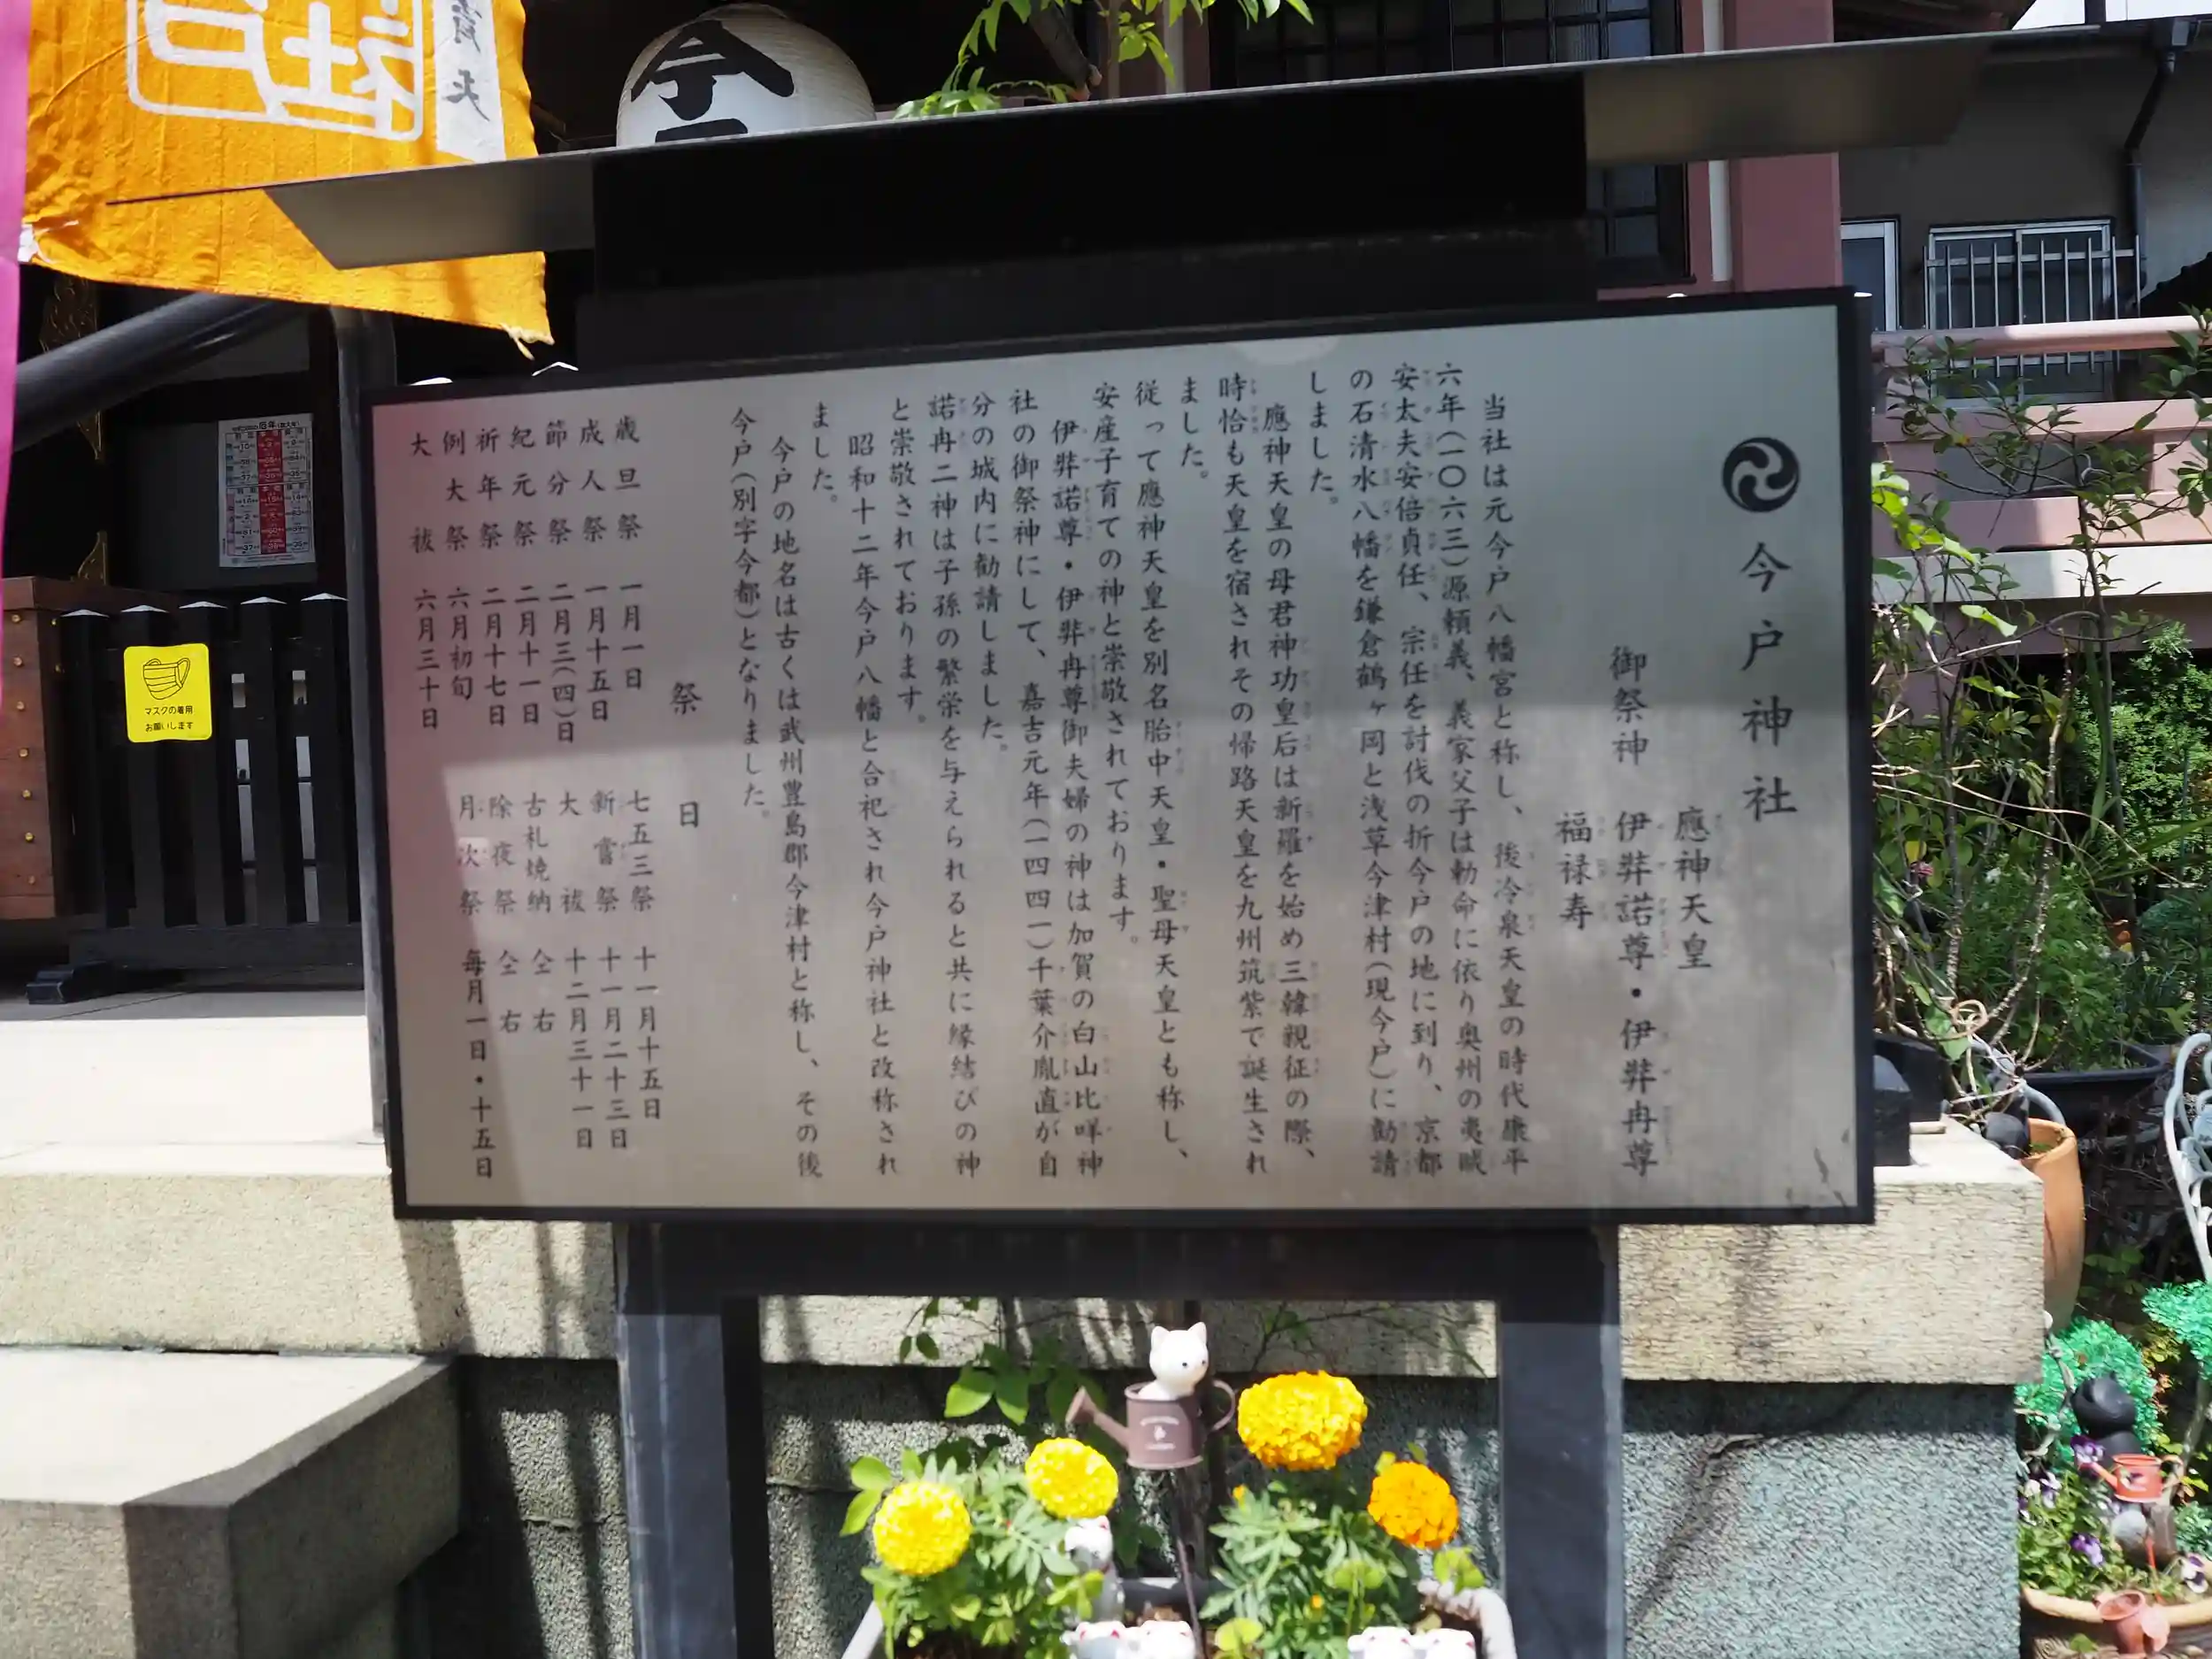 今戸神社
御祭神
應神天皇
伊弉諾尊・伊弉冉尊
福禄寿
当社は元今戸八幡宮と称し、後冷泉天皇の時代康平
六年(一〇六三)源頼義、義家父子は勅命に依り奥州の夷賊
安太夫安倍貞任、宗任を討伐の折今戸の地に到り、京都
の石清水八幡を鎌倉鶴ヶ岡と浅草今津村(現今戸)に勧請
しました。
應神天皇の母君神功皇后は新羅を始め三韓親征の際、
時恰も天皇を宿されその帰路天皇を九州筑紫で誕生され
ました。
従って應神天皇を別名胎中天皇・聖母天皇とも称し、
安産子育ての神と崇敬されております。
伊弉諾尊・伊弉冉尊御夫婦の神は加賀の白山比咩神
社の御祭神にして、嘉吉元年(一四四一)千葉介胤直が自
分の城内に勧請しました。
諾冉二神は子孫の繁栄を与えられると共に縁結びの神
と崇敬されております。
昭和十二年今戸八幡と合祀され今戸神社と改称され
ました。
今戸の地名は古くは武州豊島郡今津村と称し、その後
今戸(別字今都)となりました。
祭日
歳旦祭 一月一日
成人祭 一月十五日
節分祭 二月三(四)日
紀元祭 二月十一日
祈年祭 二月十七日
例大祭 六月初旬
大祓 六月三十日
七五三祭 十一月十五日
新嘗祭 十一月二十三日
大祓 十二月三十一日
古札焼納 仝右
除夜祭 仝右
月次祭 毎月一日・十五日
マスクの着用
お願いします
今